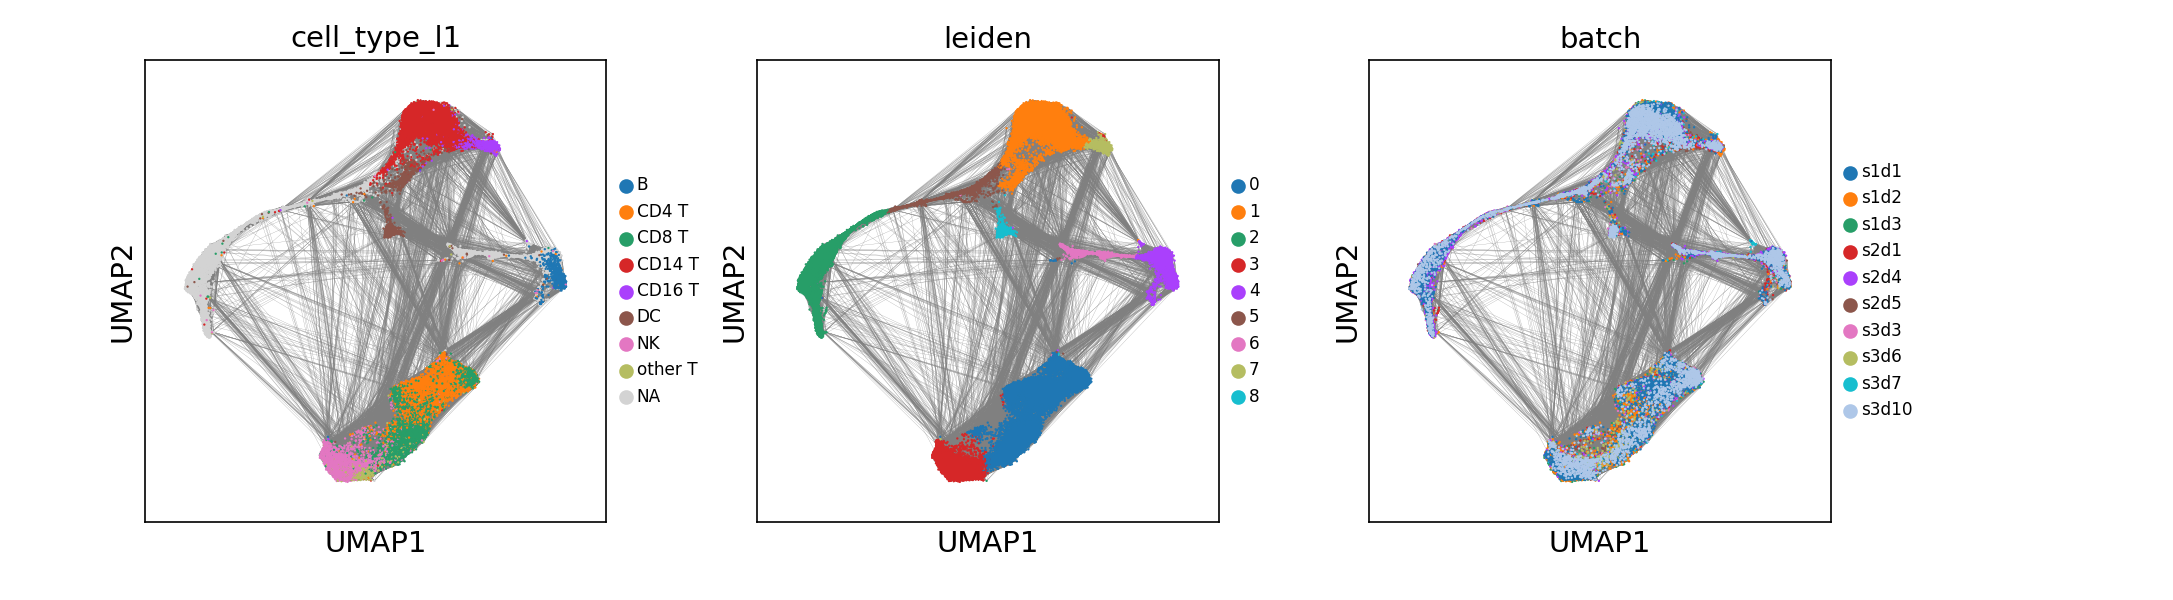 cell_type_l1
UMAP2
UMAP1
B
CD4 T
CD8 T
CD14 T
CD16 T
DC
NK
other T
NA
leiden
UMAP2
UMAP1
0
1
2
3
4
5
6
7
8
batch
UMAP2
UMAP1
s1d1
s1d2
s1d3
s2d1
s2d4
s2d5
s3d3
s3d6
s3d7
s3d10